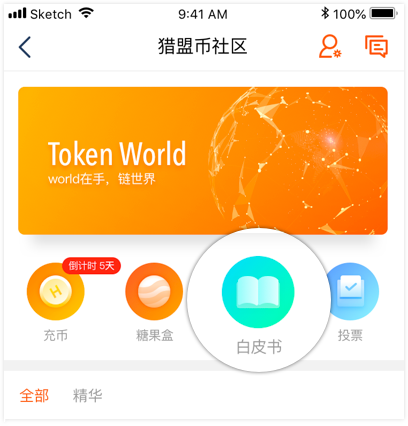 Sketch 9:41 AM 100%
猎盟币社区
Token World
world在手，链世界
倒计时 5天
充币 糖果盒 白皮书 投票
全部 精华